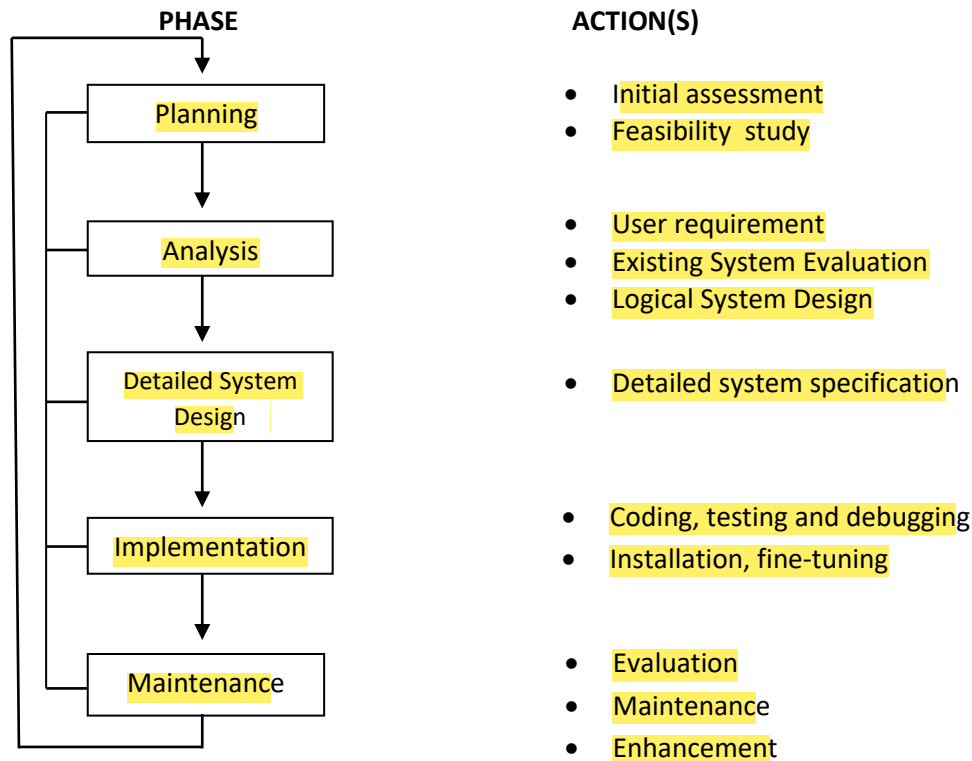 PHASE
ACTION(S)
Planning
• Initial assessment
• Feasibility study
Analysis
• User requirement
• Existing System Evaluation
• Logical System Design
Detailed System
Design
• Detailed system specification
Implementation
• Coding, testing and debugging
• Installation, fine-tuning
Maintenance
• Evaluation
• Maintenance
• Enhancement